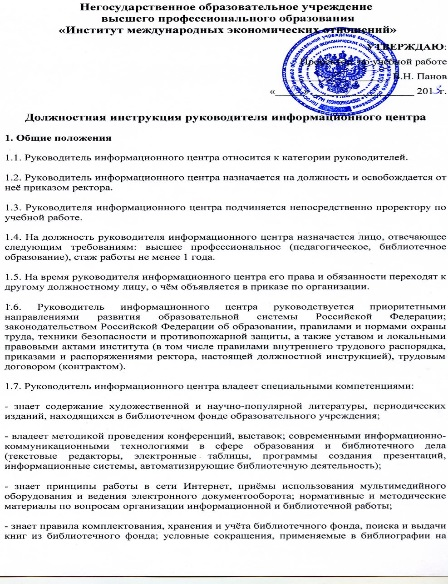 Негосударственное образовательное учреждение
высшего профессионального образования
«Институт международных экономических отношений»
УТВЕРЖДАЮ:
по учебной работе
В.Н. Панов
« 201 г.
Должностная инструкция руководителя информационного центра
1. Общие положения
1.1. Руководитель информационного центра относится к категории руководителей.
1.2. Руководитель информационного центра назначается на должность и освобождается от
неё приказом ректора.
1.3. Руководителя информационного центра подчиняется непосредственно проректору по
учебной работе.
1.4. На должность руководителя информационного центра назначается лицо, отвечающее
следующим требованиям: высшее профессиональное (педагогическое, библиотечное
образование), стаж работы не менее 1 года.
1.5. На время руководителя информационного центра его права и обязанности переходят к
другому должностному лицу, о чём объявляется в приказе по организации.
1.6. Руководитель информационного центра руководствуется приоритетными
направлениями развития образовательной системы Российской Федерации;
законодательством Российской Федерации об образовании, правилами и нормами охраны
труда, техники безопасности и противопожарной защиты, а также уставом и локальными
правовыми актами института (в том числе правилами внутреннего трудового распорядка,
приказами и распоряжениями ректора, настоящей должностной инструкцией), трудовым
договором (контрактом).
1.7. Руководитель информационного центра владеет специальными компетенциями:
- знает содержание художественной и научно-популярной литературы, периодических
изданий, находящихся в библиотечном фонде образовательного учреждения;
- владеет методикой проведения конференций, выставок; современными информационно-
коммуникационными технологиями в сфере образования и библиотечного дела
(текстовые редакторы, электронные таблицы, программы создания презентаций,
информационные системы, автоматизирующие библиотечную деятельность);
- знает принципы работы в сети Интернет, приёмы использования мультимедийного
оборудования и ведения электронного документооборота; нормативные и методические
материалы по вопросам организации информационной и библиотечной работы;
- знает правила комплектования, хранения и учёта библиотечного фонда, поиска и выдачи
книг из библиотечного фонда; условные сокращения, применяемые в библиографии на